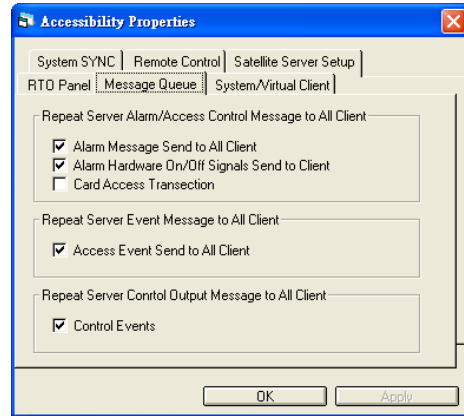 Accessibility Properties
System SYNC Remote Control Satellite Server Setup
RTO Panel Message Queue System/Virtual Client
Repeat Server Alarm/Access Control Message to All Client
Alarm Message Send to All Client
Alarm Hardware On/Off Signals Send to Client
Card Access Transection
Repeat Server Event Message to All Client
Access Event Send to All Client
Repeat Server Conrtol Output Message to All Client
Control Events
OK Apply